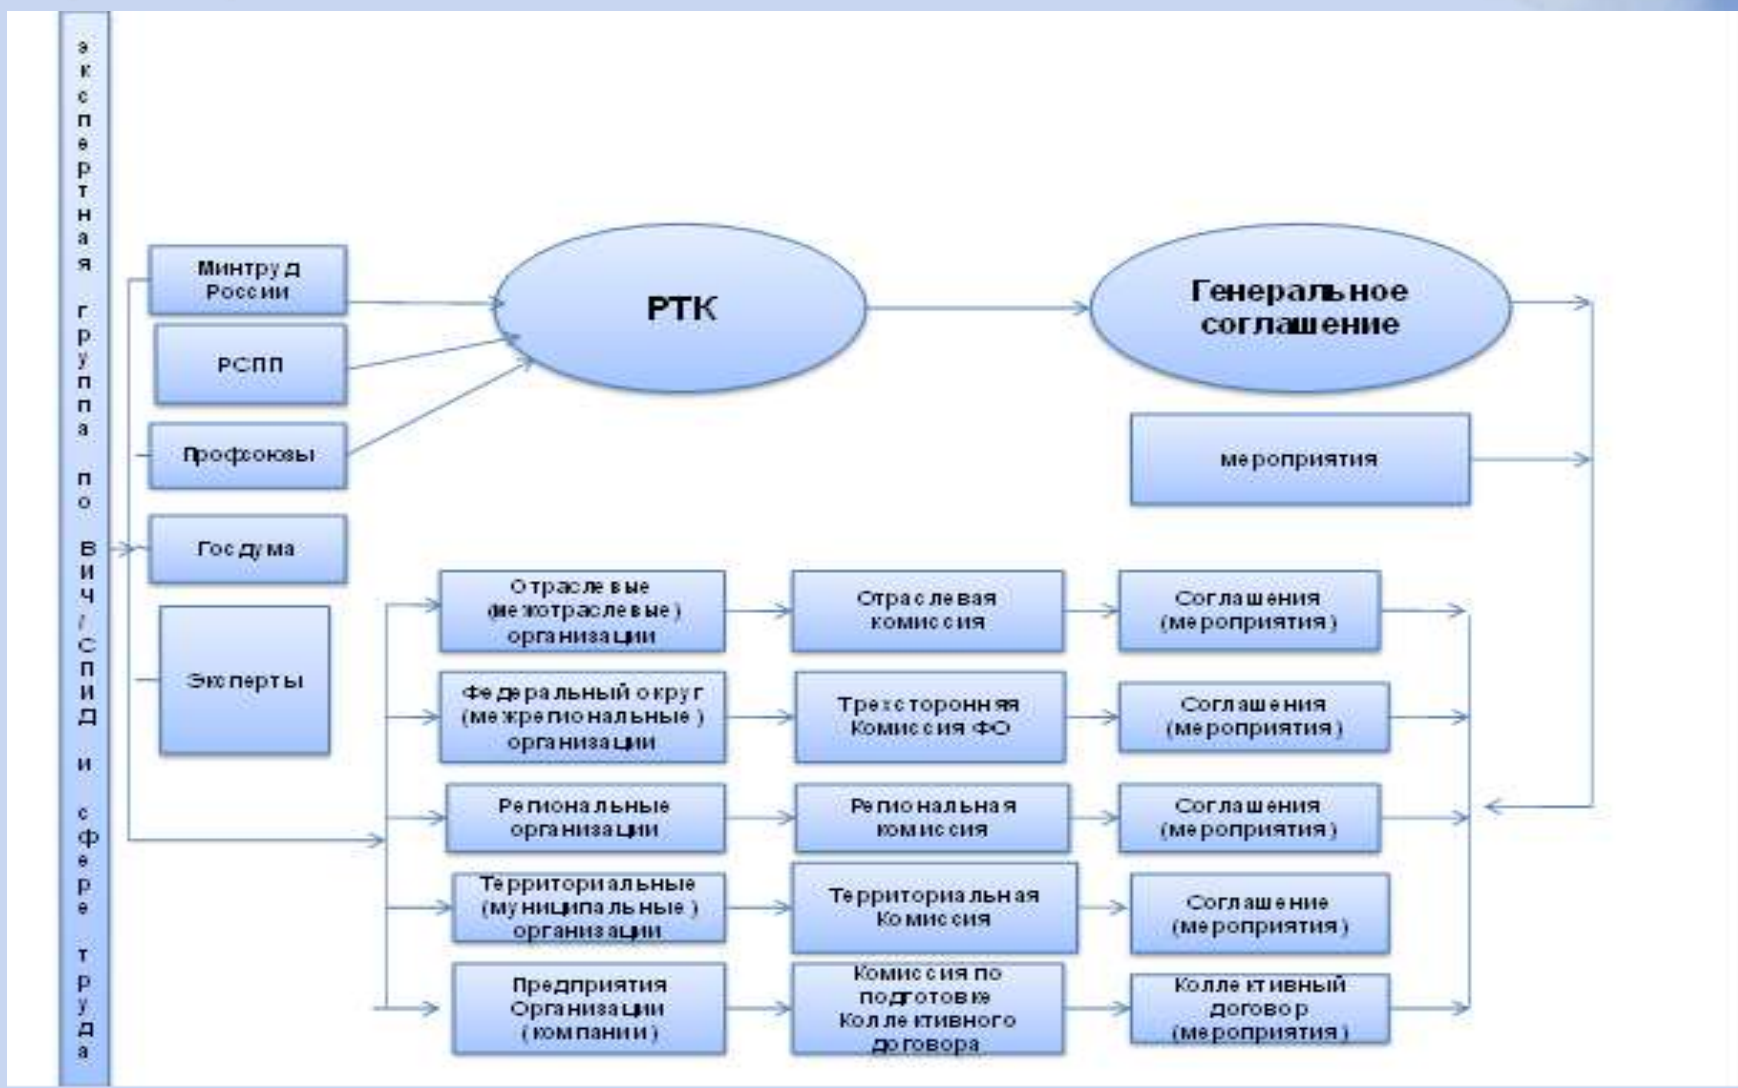 экспертная группа по Вич/СпиД и сфере труда
Минтруд
России
РСПП
Профсоюзы
Госдума
Эксперты
РТК
Генеральное
соглашение
мероприятия
Отраслевые
(межотраслевые)
организации
Отраслевая
комиссия
Соглашения
(мероприятия)
Федеральный округ
(межрегиональные)
организации
Трехсторонняя
Комиссия ФО
Соглашения
(мероприятия)
Региональные
организации
Региональная
комиссия
Соглашения
(мероприятия)
Территориальные
(муниципальные)
организации
Территориальная
Комиссия
Соглашение
(мероприятия)
Предприятия
Организации
(компании)
Комиссия по
подготовке
Коллективного
договора
Коллективный
договор
(мероприятия)